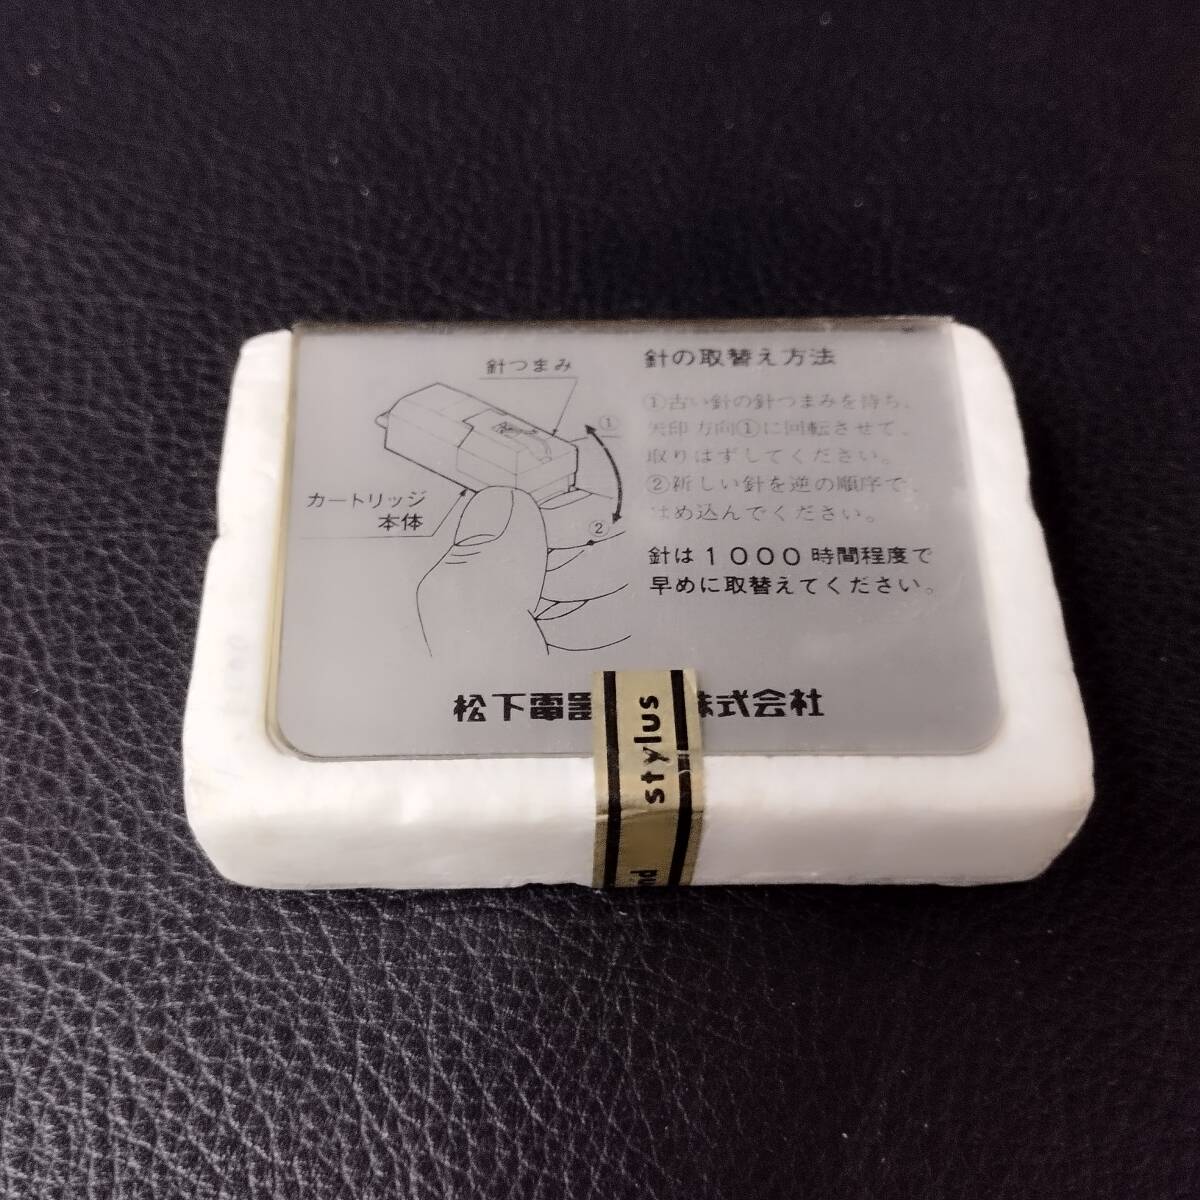 針つまみ
①
カートリッジ
本体
②
針の取替え方法
①古い針の針つまみを持ち、
矢印方向①に回転させて、
取りはずしてください。
②新しい針を逆の順序で、
はめ込んでください。
針は1000時間程度で
早めに取替えてください。
松下電器 株式会社
stylus